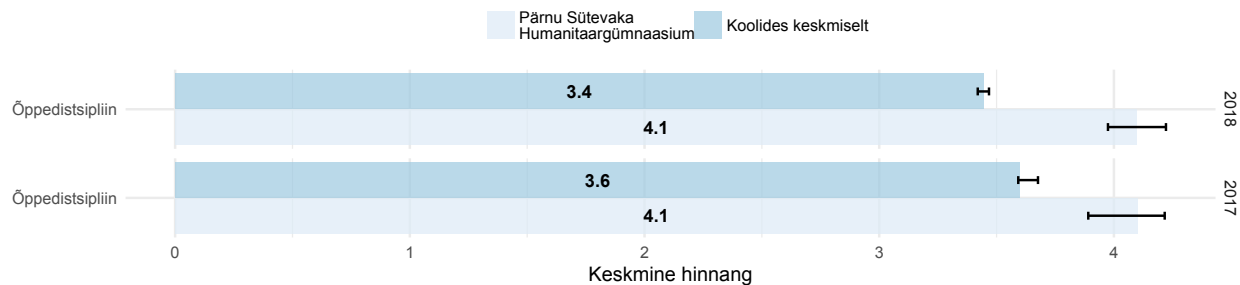 Pärnu Sütevaka
Humanitaargümnaasium
Koolides keskmiselt
Õppedistsipliin
3.4
4.1
2018
Õppedistsipliin
3.6
4.1
2017
0 1 2 3 4
Keskmine hinnang